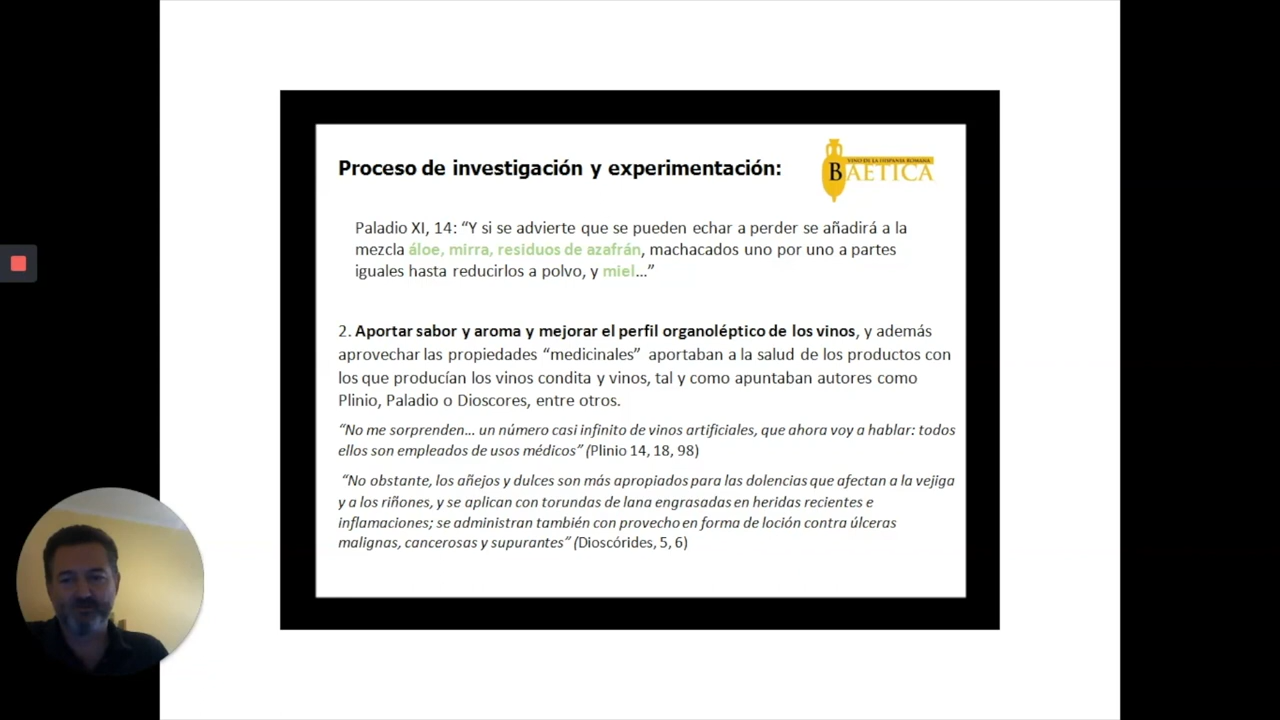 Proceso de investigación y experimentación:
VINO DE LA HISPANIA ROMANA
BAETICA
Paladio XI, 14: “Y si se advierte que se pueden echar a perder se añadirá a la
mezcla áloe, mirra, residuos de azafrán, machacados uno por uno a partes
iguales hasta reducirlos a polvo, y miel…”
2. Aportar sabor y aroma y mejorar el perfil organoléptico de los vinos, y además
aprovechar las propiedades “medicinales” aportaban a la salud de los productos con
los que producían los vinos condita y vinos, tal y como apuntaban autores como
Plinio, Paladio o Dioscores, entre otros.
“No me sorprenden… un número casi infinito de vinos artificiales, que ahora voy a hablar: todos
ellos son empleados de usos médicos” (Plinio 14, 18, 98)
“No obstante, los añejos y dulces son más apropiados para las dolencias que afectan a la vejiga
y a los riñones, y se aplican con torundas de lana engrasadas en heridas recientes e
inflamaciones; se administran también con provecho en forma de loción contra úlceras
malignas, cancerosas y supurantes” (Dioscórides, 5, 6)